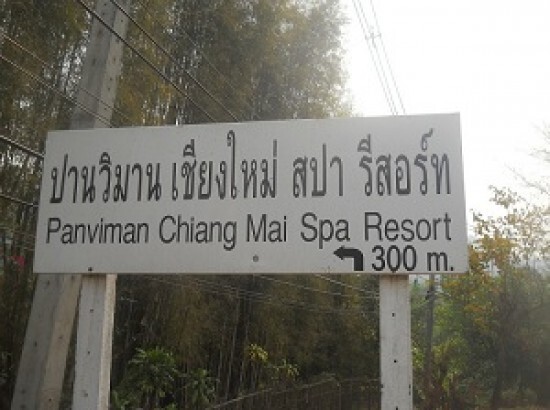 ปานวิมาน เชียงใหม่ สปา รีสอร์ท
Panviman Chiang Mai Spa Resort
300 m.